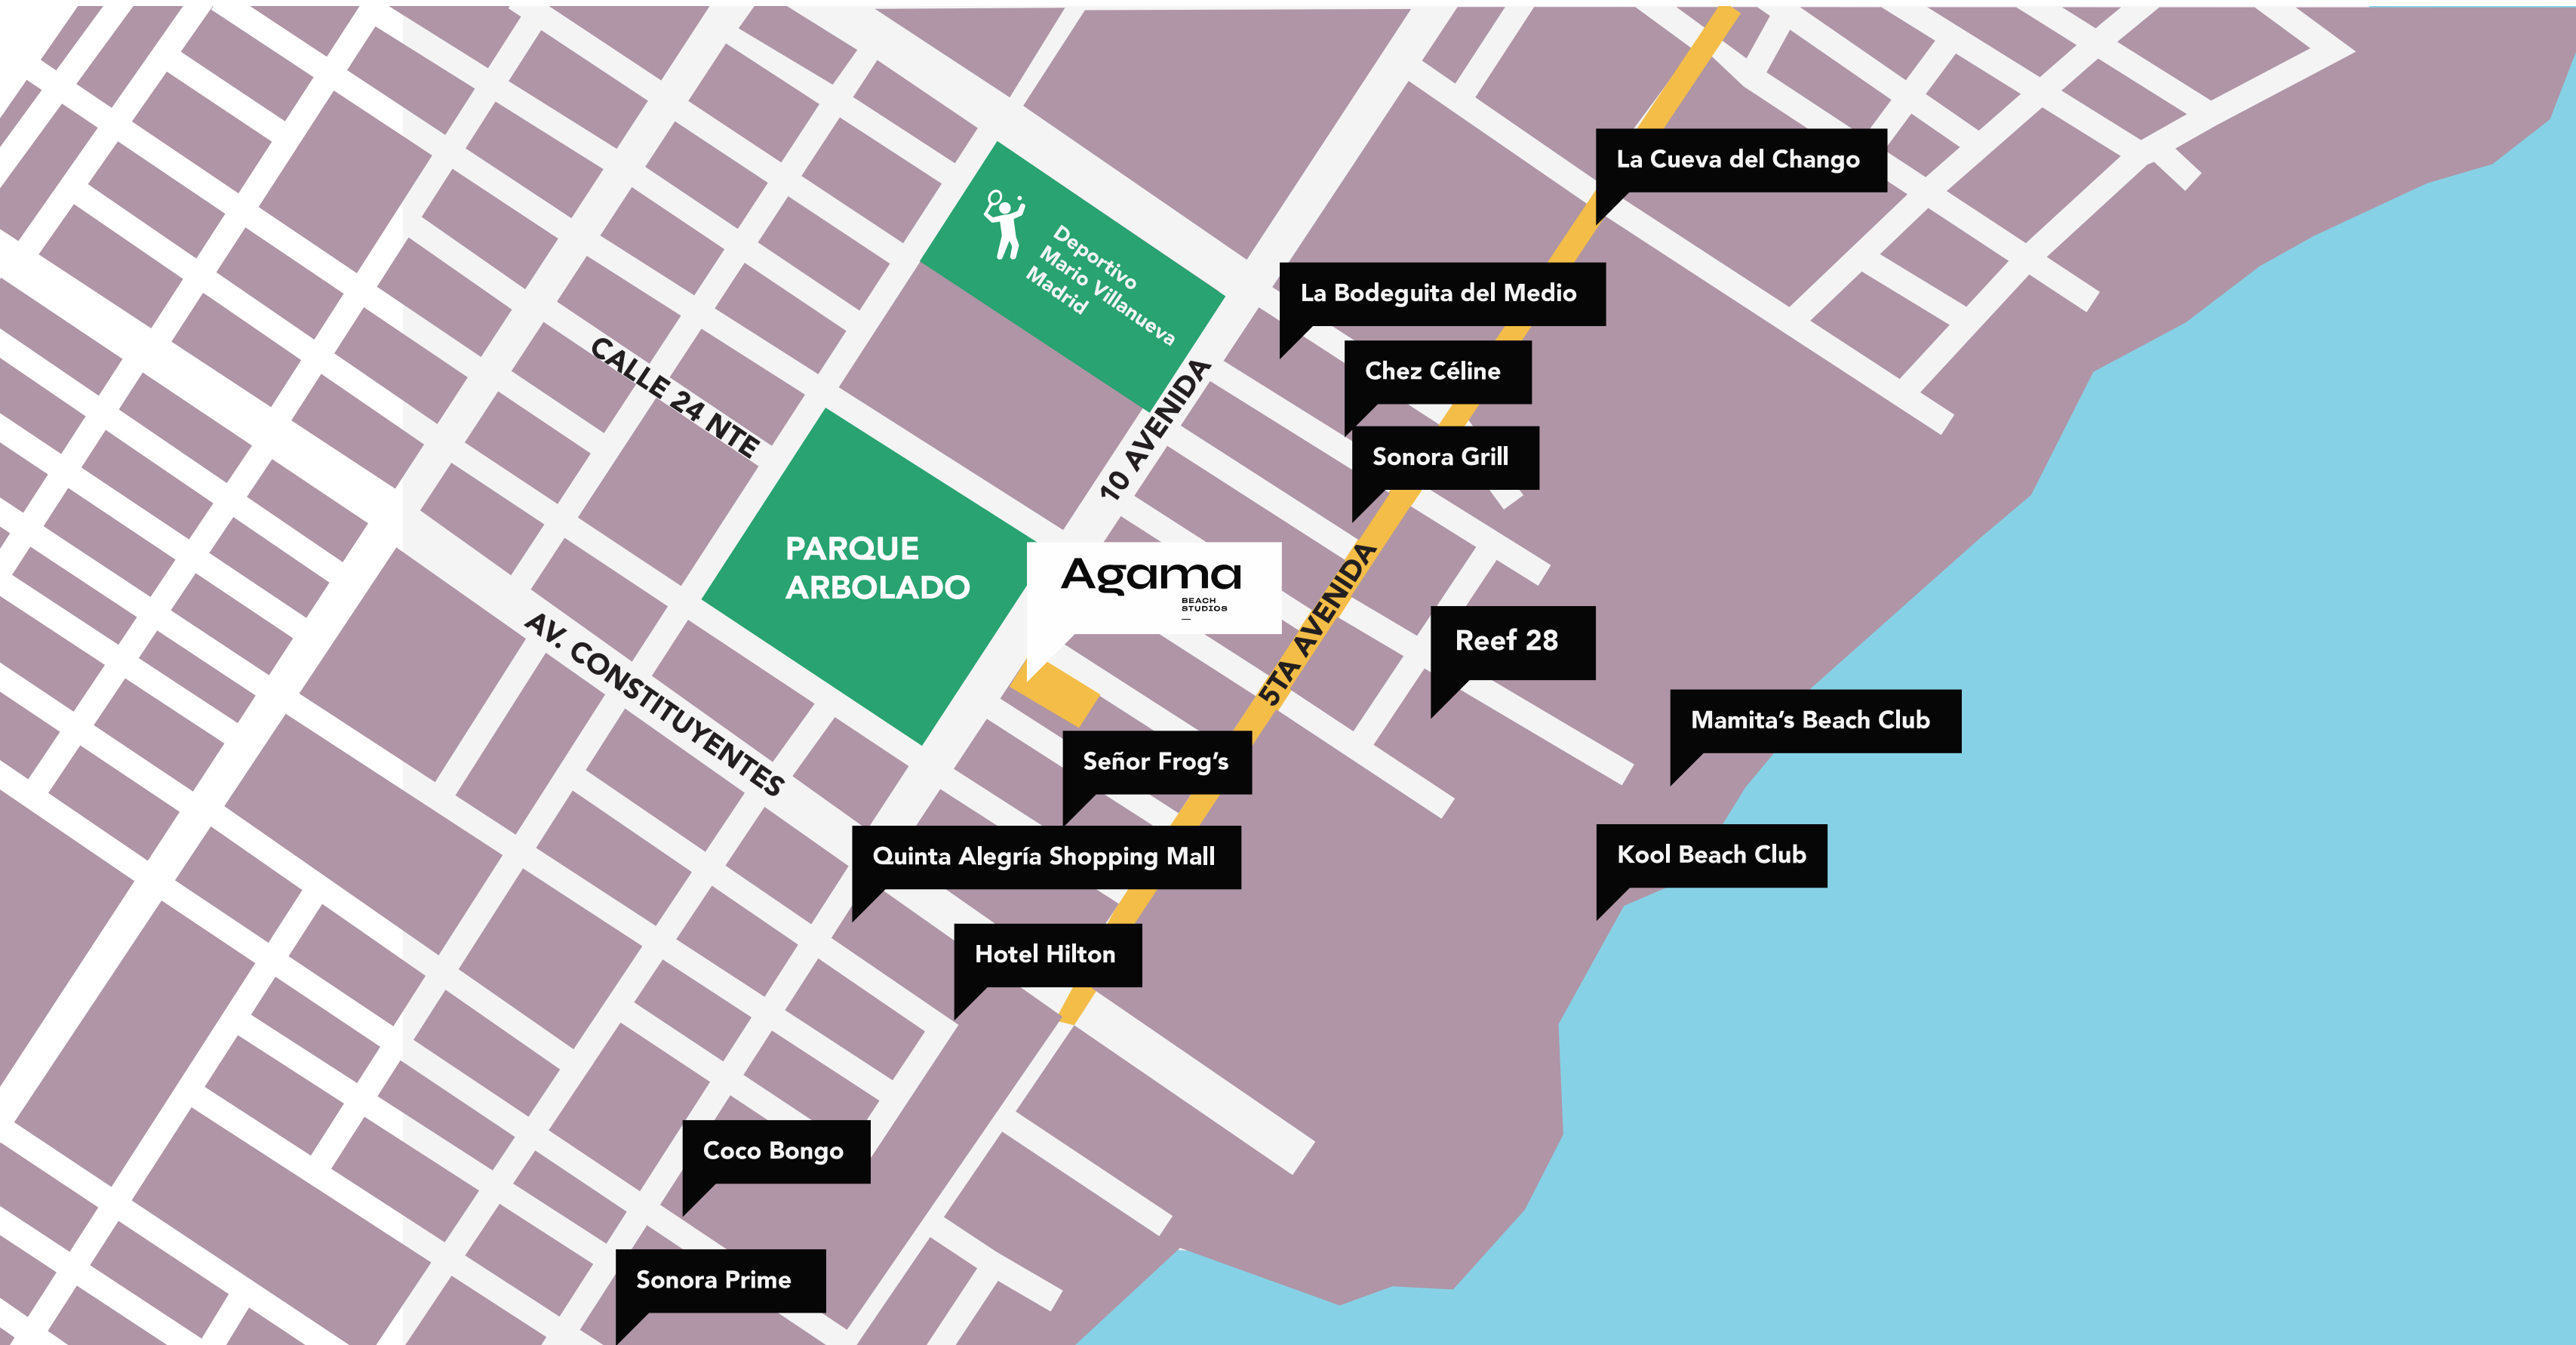 La Cueva del Chango
Deportivo
Mario Villanueva
Madrid
La Bodeguita del Medio
CALLE 24 NTE
Chez Céline
10 AVENIDA
Sonora Grill
PARQUE
ARBOLADO
Agama
BEACH
STUDIOS
5TA AVENIDA
Reef 28
AV. CONSTITUYENTES
Mamita’s Beach Club
Señor Frog’s
Quinta Alegría Shopping Mall
Kool Beach Club
Hotel Hilton
Coco Bongo
Sonora Prime